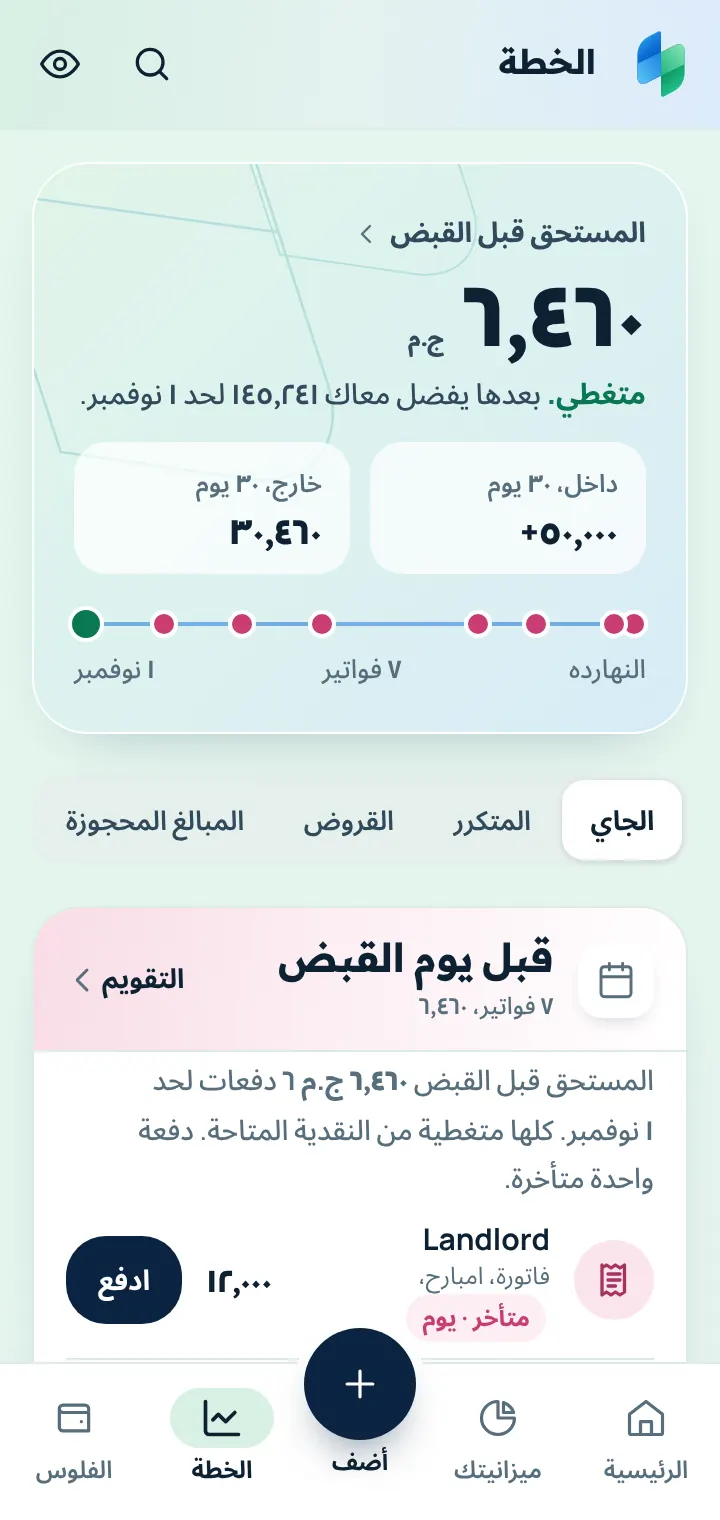 الخطة
المستحق قبل القبض
٦,٤٦٠ ج.م
متغطي. بعدها يفضل معاك ١٤٥,٢٤١ لحد ١ نوفمبر.
داخل، ٣٠ يوم
+٥٠,٠٠٠
خارج، ٣٠ يوم
٣٠,٤٦٠
النهارده
٧ فواتير
١ نوفمبر
الجاي
المتكرر
القروض
المبالغ المحجوزة
قبل يوم القبض
٧ فواتير، ٦,٤٦٠
التقويم
المستحق قبل القبض ٦,٤٦٠ ج.م ٦ دفعات لحد
١ نوفمبر. كلها متغطية من النقدية المتاحة. دفعة
واحدة متأخرة.
Landlord
فاتورة، امبارح،
متأخر · يوم
١٢,٠٠٠
ادفع
الرئيسية
ميزانيتك
أضف
الخطة
الفلوس